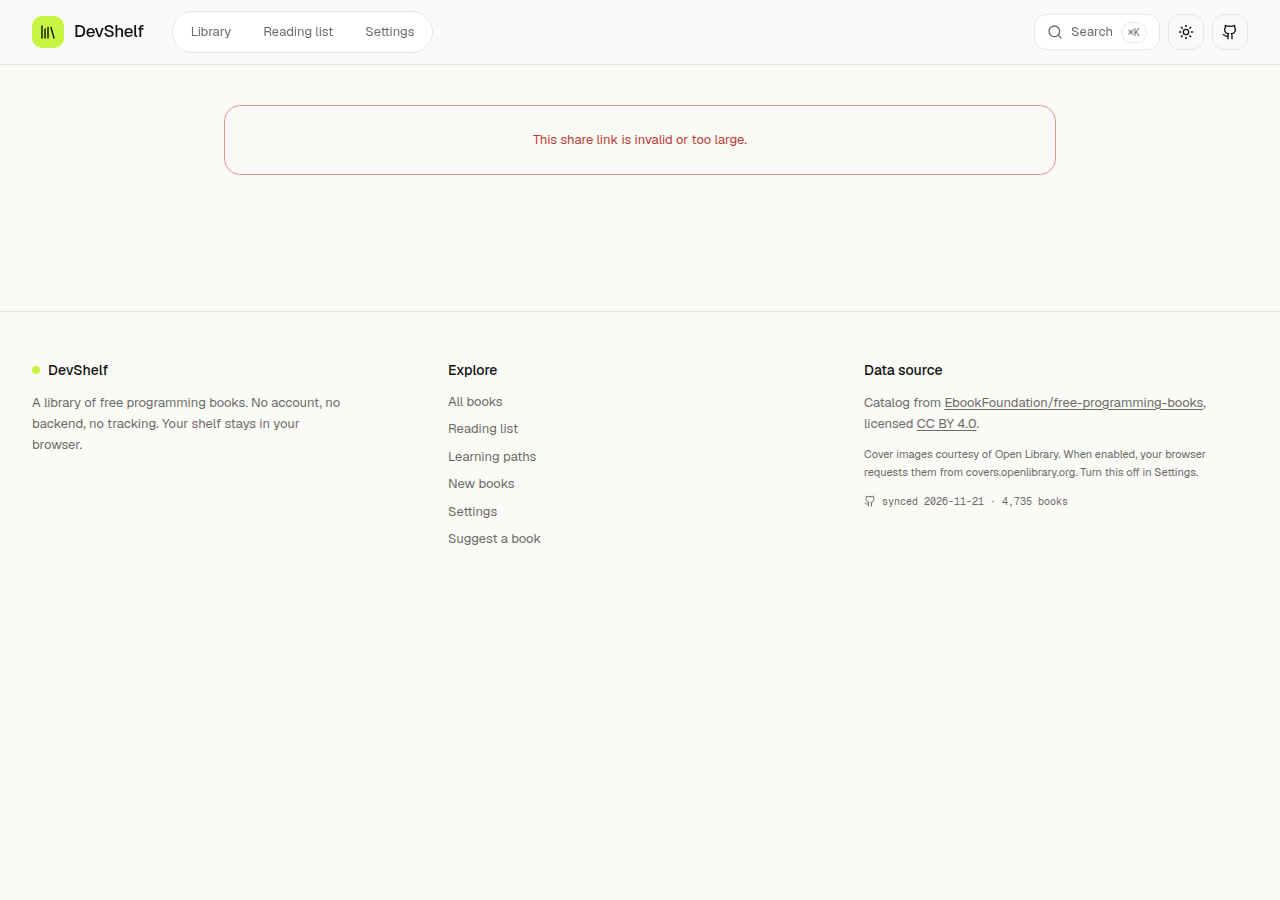 DevShelf
Library
Reading list
Settings
Search
⌘K
This share link is invalid or too large.
DevShelf
A library of free programming books. No account, no
backend, no tracking. Your shelf stays in your
browser.
Explore
All books
Reading list
Learning paths
New books
Settings
Suggest a book
Data source
Catalog from EbookFoundation/free-programming-books,
licensed CC BY 4.0.
Cover images courtesy of Open Library. When enabled, your browser
requests them from covers.openlibrary.org. Turn this off in Settings.
synced 2026-11-21 · 4,735 books